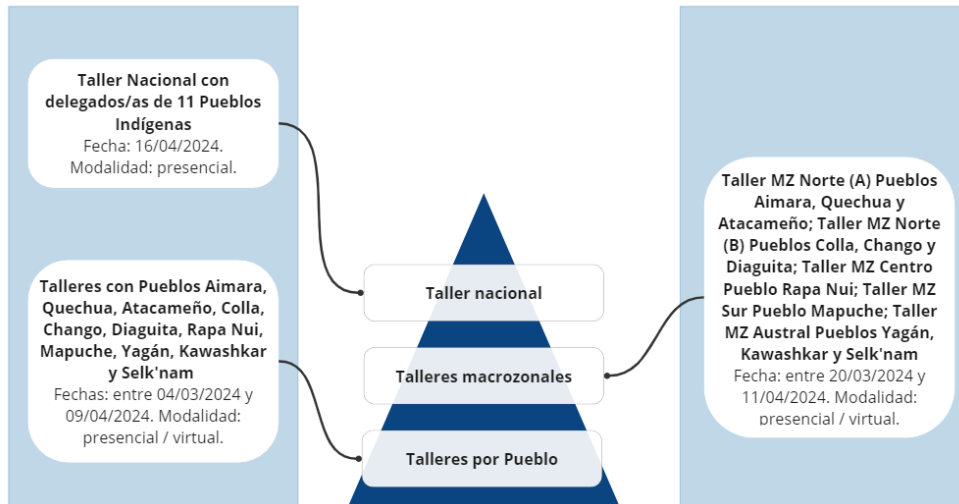 Taller Nacional con
delegados/as de 11 Pueblos
Indígenas
Fecha: 16/04/2024.
Modalidad: presencial.
Talleres con Pueblos Aimara,
Quechua, Atacameño, Colla,
Chango, Diaguita, Rapa Nui,
Mapuche, Yagán, Kawashkar
y Selk'nam
Fechas: entre 04/03/2024 y
09/04/2024. Modalidad:
presencial / virtual.
Taller nacional
Talleres macrozonales
Talleres por Pueblo
Taller MZ Norte (A) Pueblos
Aimara, Quechua y
Atacameño; Taller MZ Norte
(B) Pueblos Colla, Chango y
Diaguita; Taller MZ Centro
Pueblo Rapa Nui; Taller MZ
Sur Pueblo Mapuche; Taller
MZ Austral Pueblos Yagán,
Kawashkar y Selk'nam
Fecha: entre 20/03/2024 y
11/04/2024. Modalidad:
presencial / virtual.